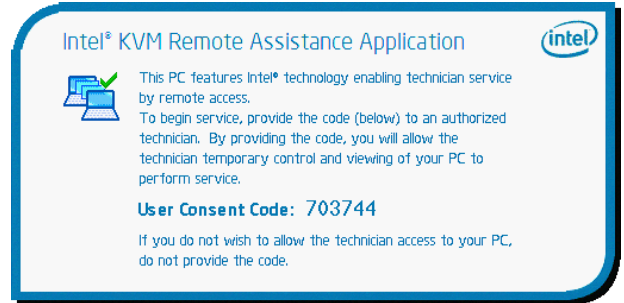 Intel® KVM Remote Assistance Application
intel
This PC features Intel® technology enabling technician service
by remote access.
To begin service, provide the code (below) to an authorized
technician. By providing the code, you will allow the
technician temporary control and viewing of your PC to
perform service.
User Consent Code: 703744
If you do not wish to allow the technician access to your PC,
do not provide the code.